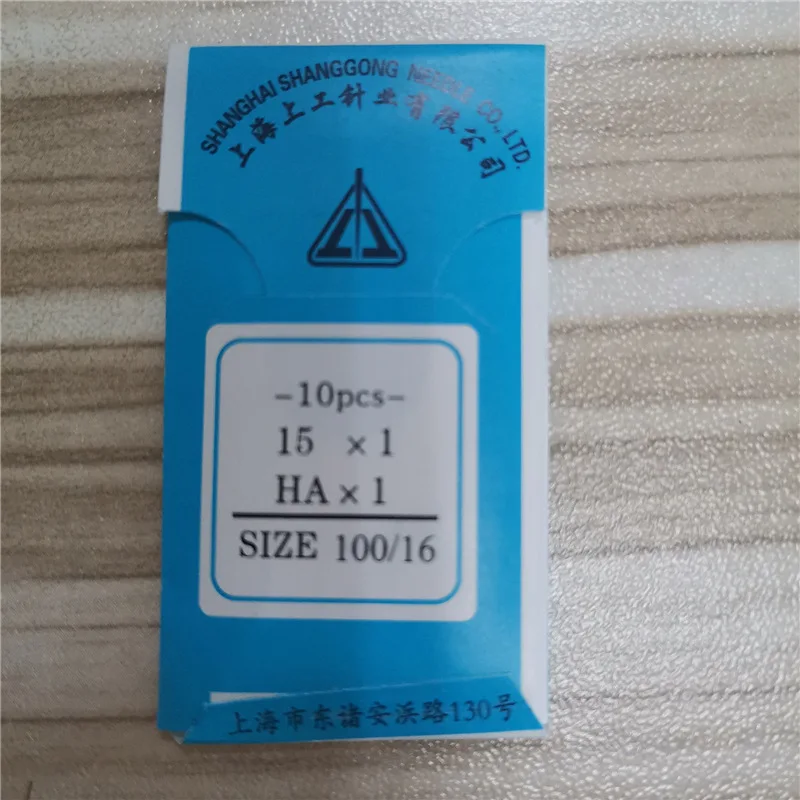 SHANGHAI SHANGGONG NEEDLE CO., LTD.
上海上工针业有限公司
-10pcs-
15 × 1
HA × 1
SIZE 100/16
上海市东诸安浜路130号